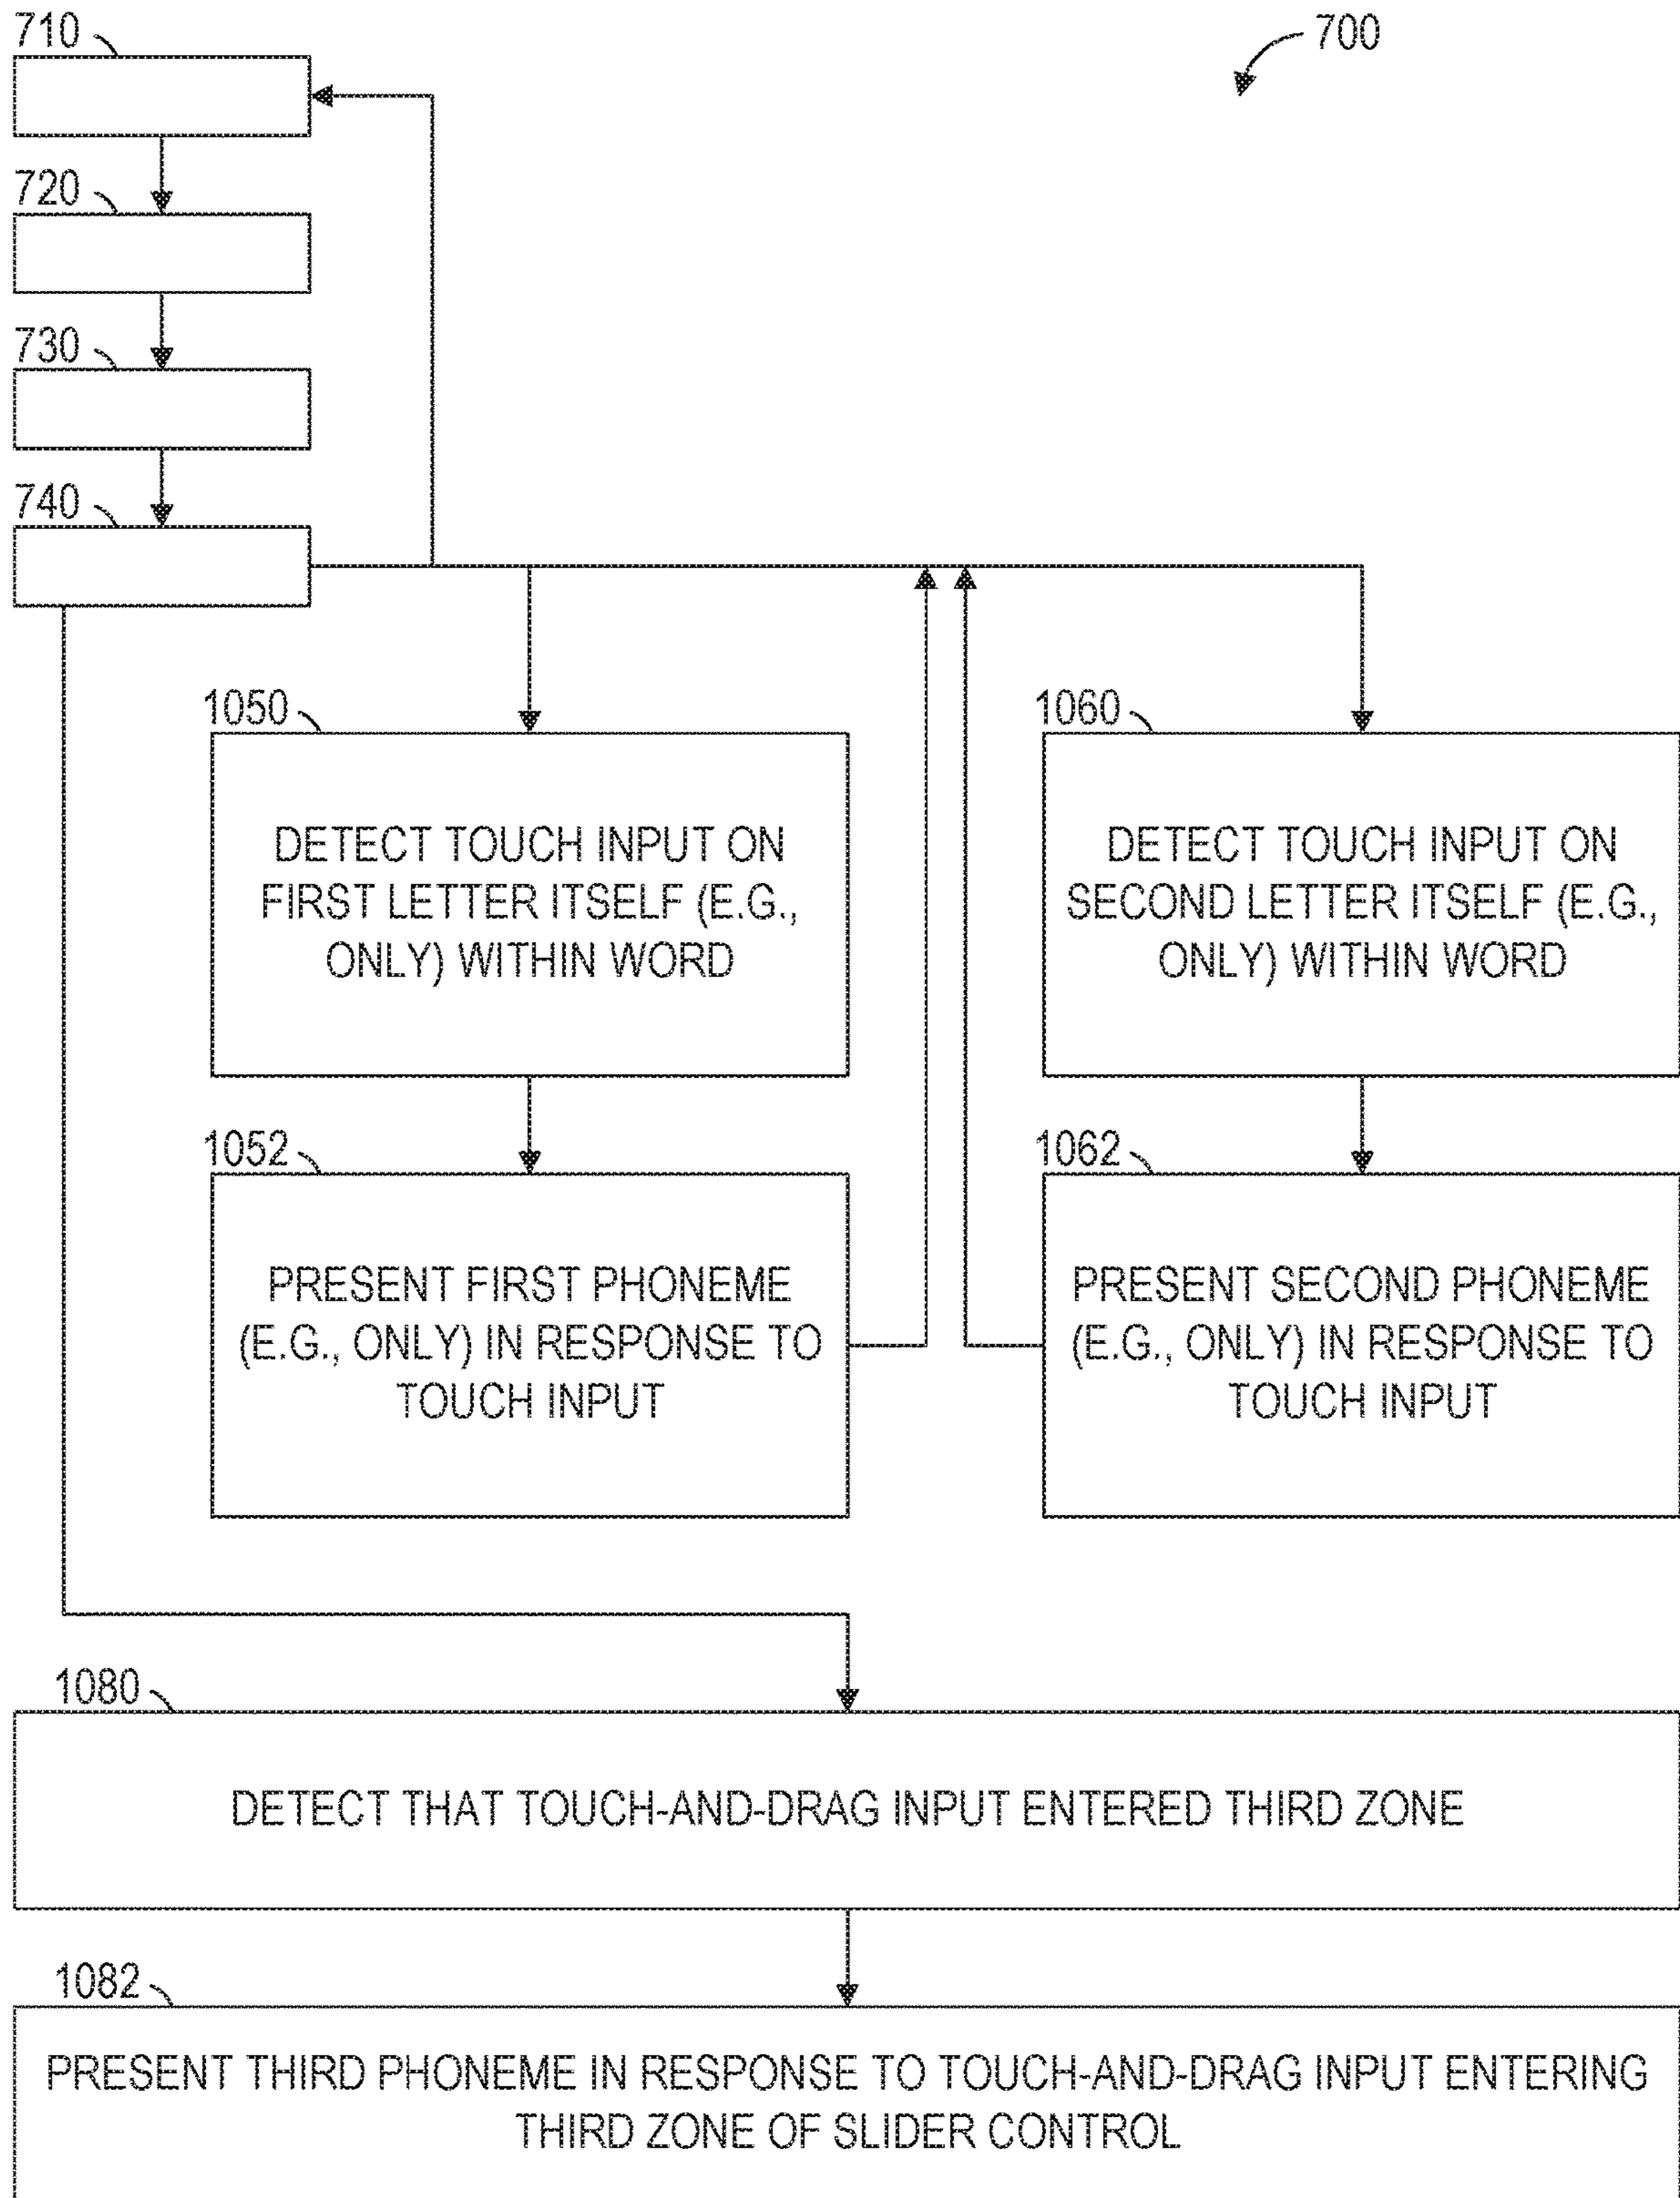 710
700
720
730
740
1050
DETECT TOUCH INPUT ON
FIRST LETTER ITSELF (E.G.,
ONLY) WITHIN WORD
1060
DETECT TOUCH INPUT ON
SECOND LETTER ITSELF (E.G.,
ONLY) WITHIN WORD
1052
PRESENT FIRST PHONEME
(E.G., ONLY) IN RESPONSE TO
TOUCH INPUT
1062
PRESENT SECOND PHONEME
(E.G., ONLY) IN RESPONSE TO
TOUCH INPUT
1080
DETECT THAT TOUCH-AND-DRAG INPUT ENTERED THIRD ZONE
1082
PRESENT THIRD PHONEME IN RESPONSE TO TOUCH-AND-DRAG INPUT ENTERING
THIRD ZONE OF SLIDER CONTROL